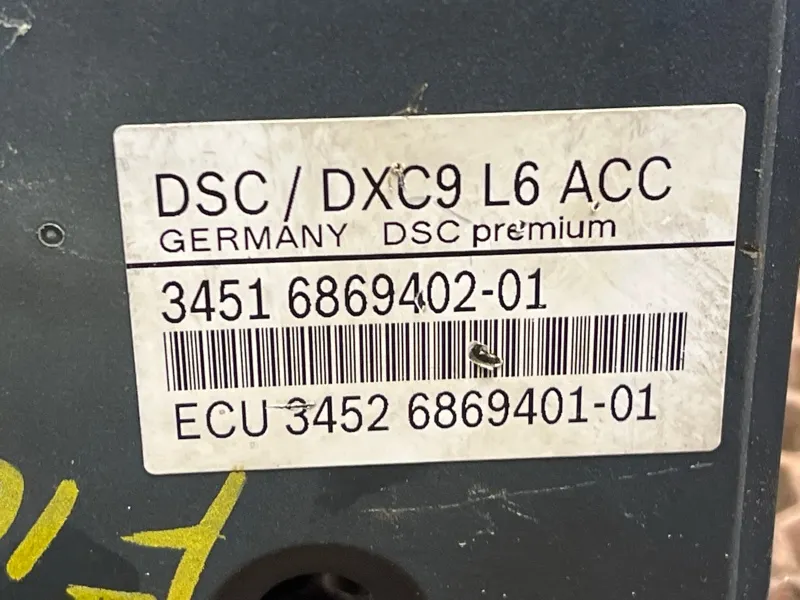 DSC / DXC9 L6 ACC
GERMANY DSC premium
3451 6869402-01
ECU 3452 6869401-01